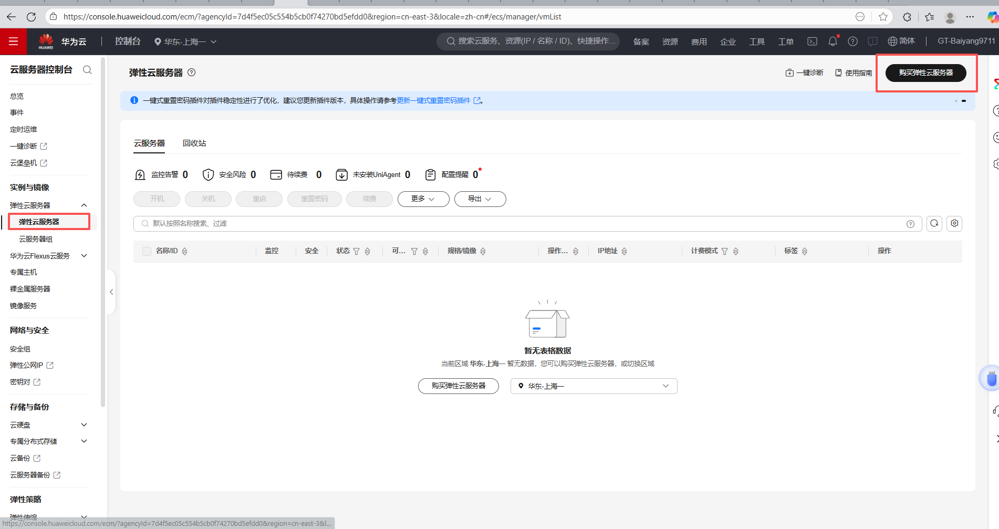 https://console.huaweicloud.com/ecm/?agencyId=7d4f5ec05c554b5cb0f74270bd5efdd0&region=cn-east-3&locale=zh-cn#/ecs/manager/vmList
HUAWEI 华为云 控制台 华东-上海一 搜索云服务、资源(IP / 名称 / ID)、快捷操作... 备案 资源 费用 企业 工具 工单 简体 GT-Baiyang9711
云服务器控制台
总览
事件
定时运维
一键诊断
云堡垒机
实例与镜像
弹性云服务器
弹性云服务器
云服务器组
华为云Flexus云服务
专属主机
裸金属服务器
镜像服务
网络与安全
安全组
弹性公网IP
密钥对
存储与备份
云硬盘
专属分布式存储
云备份
云服务器备份
弹性策略
弹性伸缩
弹性云服务器 一键诊断 使用指南 购买弹性云服务器
一键式重置密码插件对插件稳定性进行了优化，建议您更新插件版本，具体操作请参考更新一键式重置密码插件。
云服务器 回收站
监控告警 0 安全风险 0 待续费 0 未安装UniAgent 0 配置提醒 0
开机 关机 重启 重置密码 续费 更多 导出
默认按照名称搜索、过滤
名称/ID 监控 安全 状态 可... 规格/镜像 操作... IP地址 计费模式 标签 操作
暂无表格数据
当前区域 华东-上海一 暂无数据，您可以购买弹性云服务器，或切换区域
购买弹性云服务器 华东-上海一
https://console.huaweicloud.com/ecm/?agencyId=7d4f5ec05c554b5cb0f74270bd5efdd0&region=cn-east-3&l...